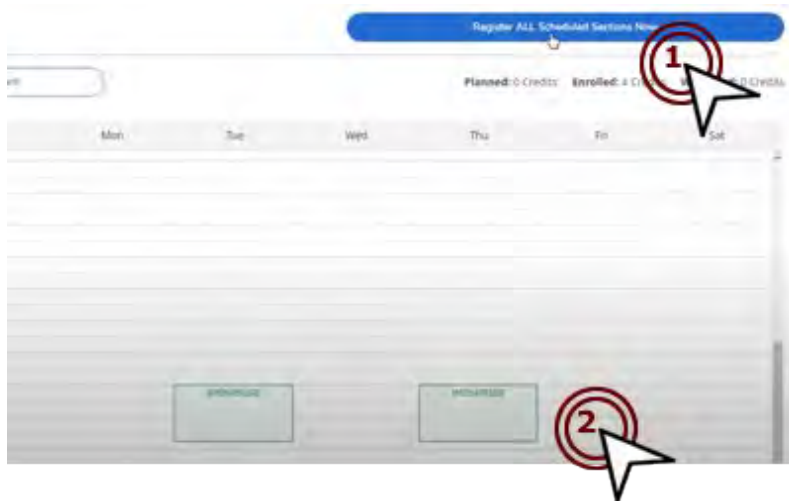 Register ALL Scheduled Sections Now
1
Planned: 0 Credits Enrolled: 4 0 Credits
Mon Tue Wed Thu Fri Sat
2